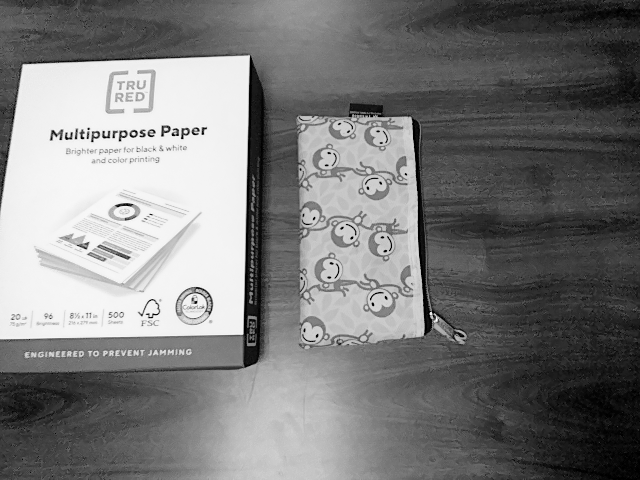 TRU
RED
Multipurpose Paper
Brighter paper for black & white
and color printing
20 LB
75 g/m²
96
Brightness
8½ x 11 in
216 x 279 mm
500
Sheets
FSC
ColorLok
ENGINEERED TO PREVENT JAMMING
Multipurpose Paper